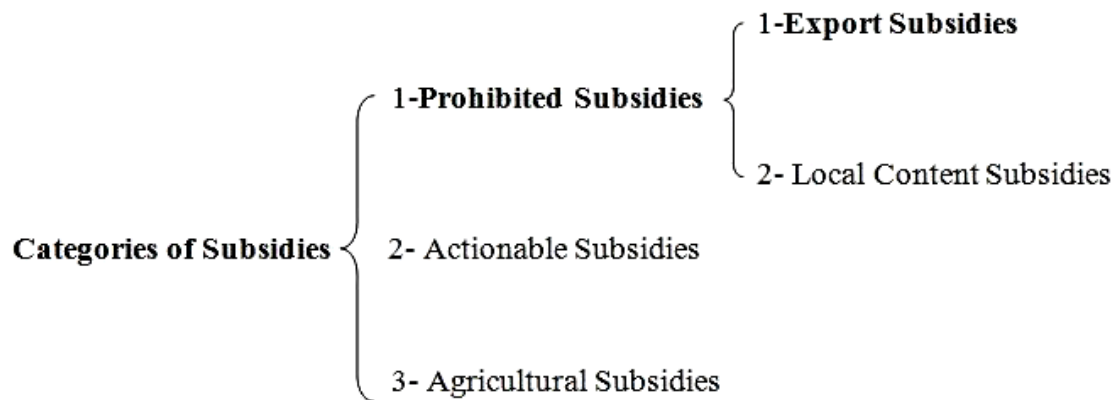 1-Export Subsidies
1-Prohibited Subsidies
2- Local Content Subsidies
Categories of Subsidies
2- Actionable Subsidies
3- Agricultural Subsidies